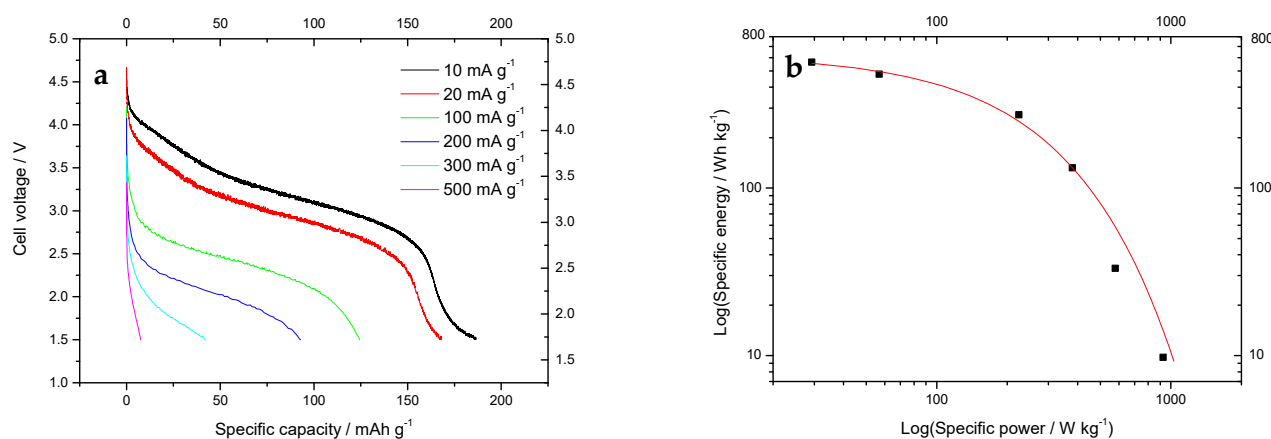 0 50 100 150 200
5.0
4.5
4.0
3.5
3.0
2.5
2.0
1.5
1.0
Cell voltage / V
a
10 mA g-1
20 mA g-1
100 mA g-1
200 mA g-1
300 mA g-1
500 mA g-1
5.0
4.5
4.0
3.5
3.0
2.5
2.0
1.5
0 50 100 150 200
Specific capacity / mAh g-1
100 1000
800
100
10
Log(Specific energy / Wh kg-1)
b
800
100
10
100 1000
Log(Specific power / W kg-1)